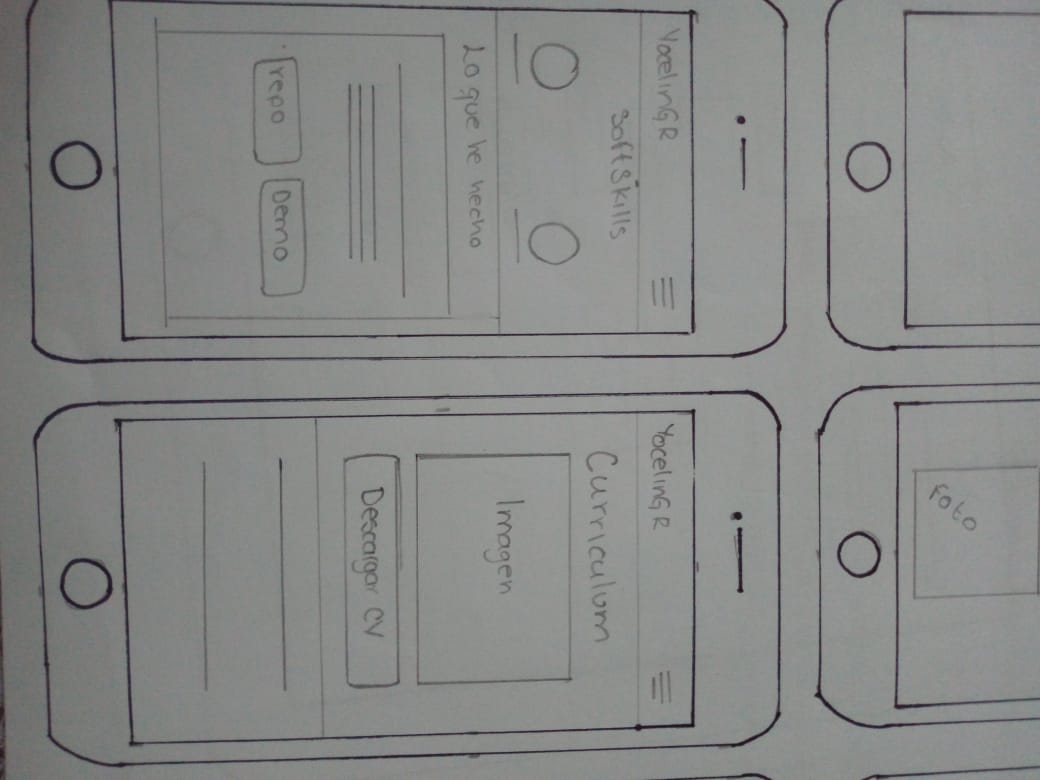 YocelinGR
Soft Skills
Lo que he hecho
repo
Demo
YocelinGR
Curriculum
Imagen
Descargar CV
Foto